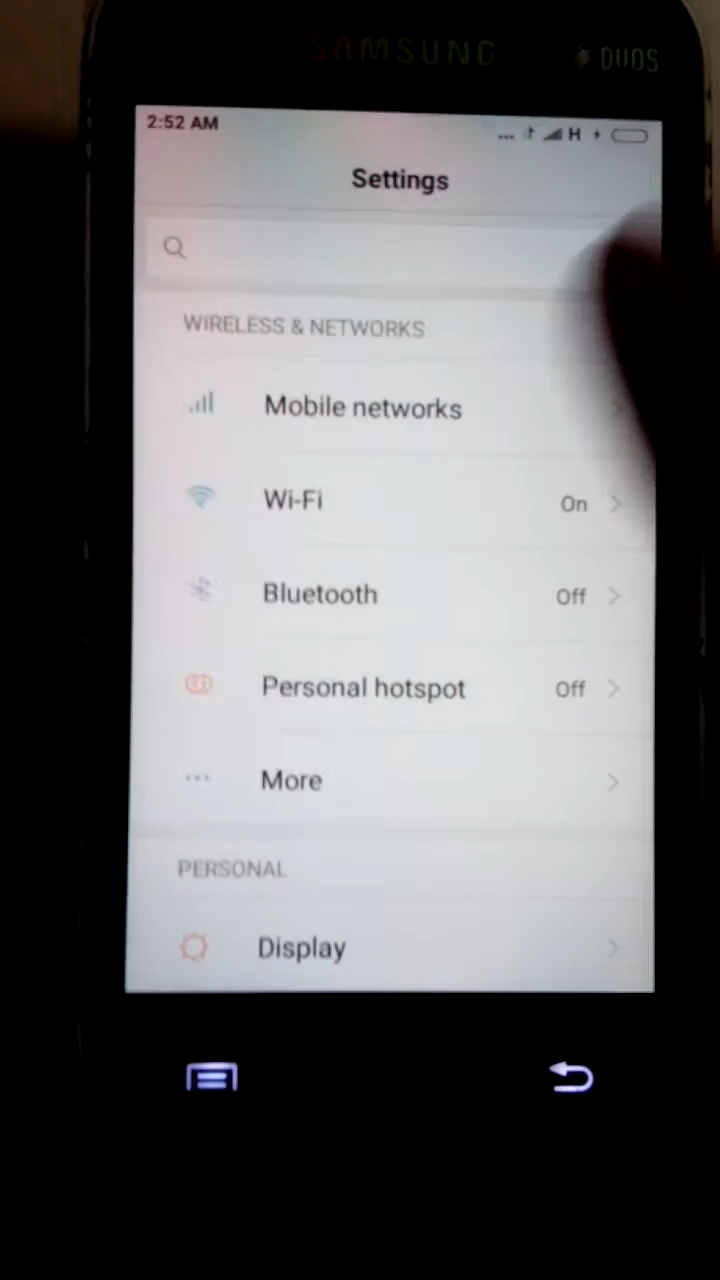 SAMSUNG DUOS
2:52 AM H
Settings
WIRELESS & NETWORKS
Mobile networks
Wi-Fi On
Bluetooth Off
Personal hotspot Off
More
PERSONAL
Display